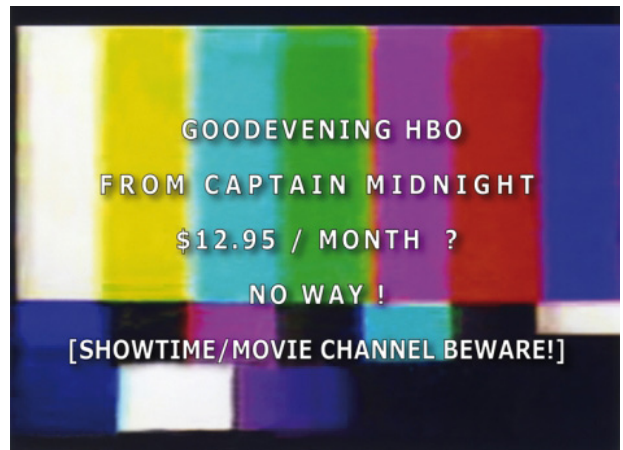 GOODEVENING HBO
FROM CAPTAIN MIDNIGHT
$12.95 / MONTH ?
NO WAY !
[SHOWTIME/MOVIE CHANNEL BEWARE!]